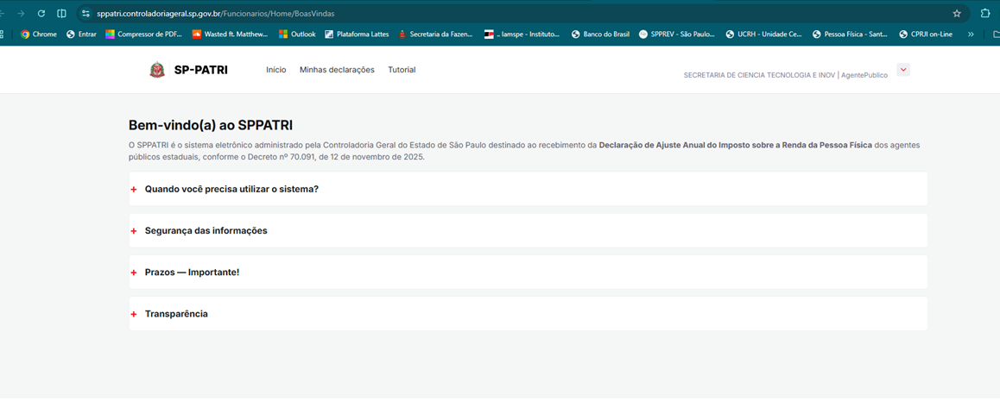 sppatri.controladoriageral.sp.gov.br/Funcionarios/Home/BoasVindas
Chrome Entrar Compressor de PDF... Wasted ft. Matthew... Outlook Plataforma Lattes Secretaria da Fazen... .. Iamspe - Instituto... Banco do Brasil SPPREV - São Paulo... UCRH - Unidade Ce... Pessoa Física - Sant... CPRJI on-Line »
SP-PATRI Início Minhas declarações Tutorial
SECRETARIA DE CIENCIA TECNOLOGIA E INOV | AgentePublico
Bem-vindo(a) ao SPPATRI
O SPPATRI é o sistema eletrônico administrado pela Controladoria Geral do Estado de São Paulo destinado ao recebimento da Declaração de Ajuste Anual do Imposto sobre a Renda da Pessoa Física dos agentes
públicos estaduais, conforme o Decreto nº 70.091, de 12 de novembro de 2025.
+ Quando você precisa utilizar o sistema?
+ Segurança das informações
+ Prazos — Importante!
+ Transparência